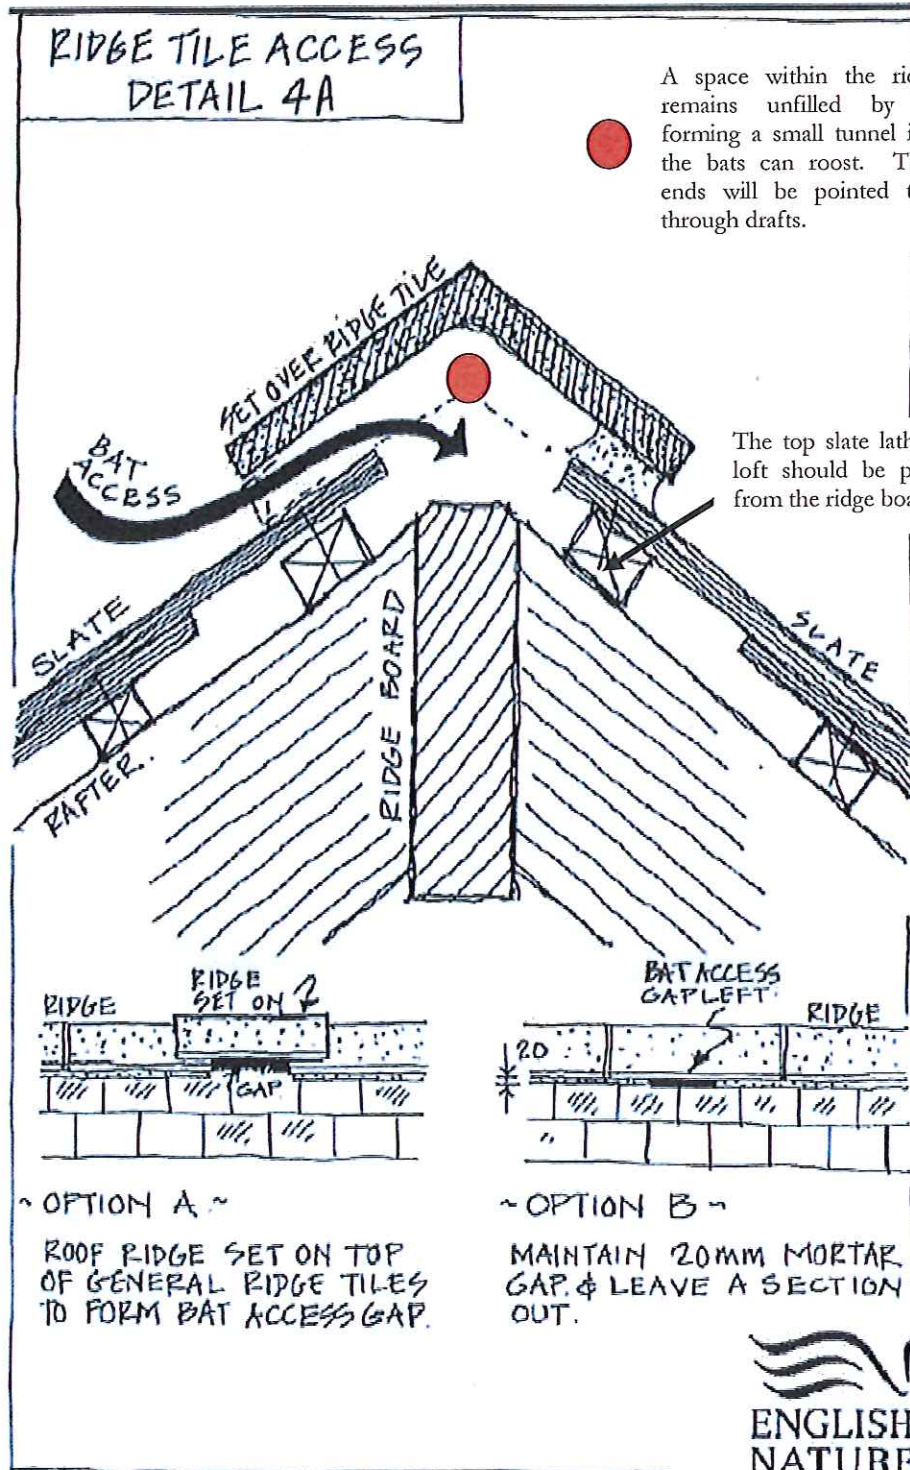 RIDGE TILE ACCESS
DETAIL 4A
A space within the
remains unfilled by
forming a small tunnel
the bats can roost.
ends will be pointed
through drafts.
SET OVER RIDGE TILE
BAT
ACCESS
The top slate
loft should be
from the ridge
SLATE
RAFTER.
RIDGE BOARD
SLATE
RIDGE
RIDGE
SET ON
GAP
BAT ACCESS
GAP LEFT.
RIDGE
20
~ OPTION A ~
ROOF RIDGE SET ON TOP
OF GENERAL RIDGE TILES
TO FORM BAT ACCESS GAP.
~ OPTION B ~
MAINTAIN 20mm MORTAR
GAP. & LEAVE A SECTION
OUT.
ENGLISH
NATURE